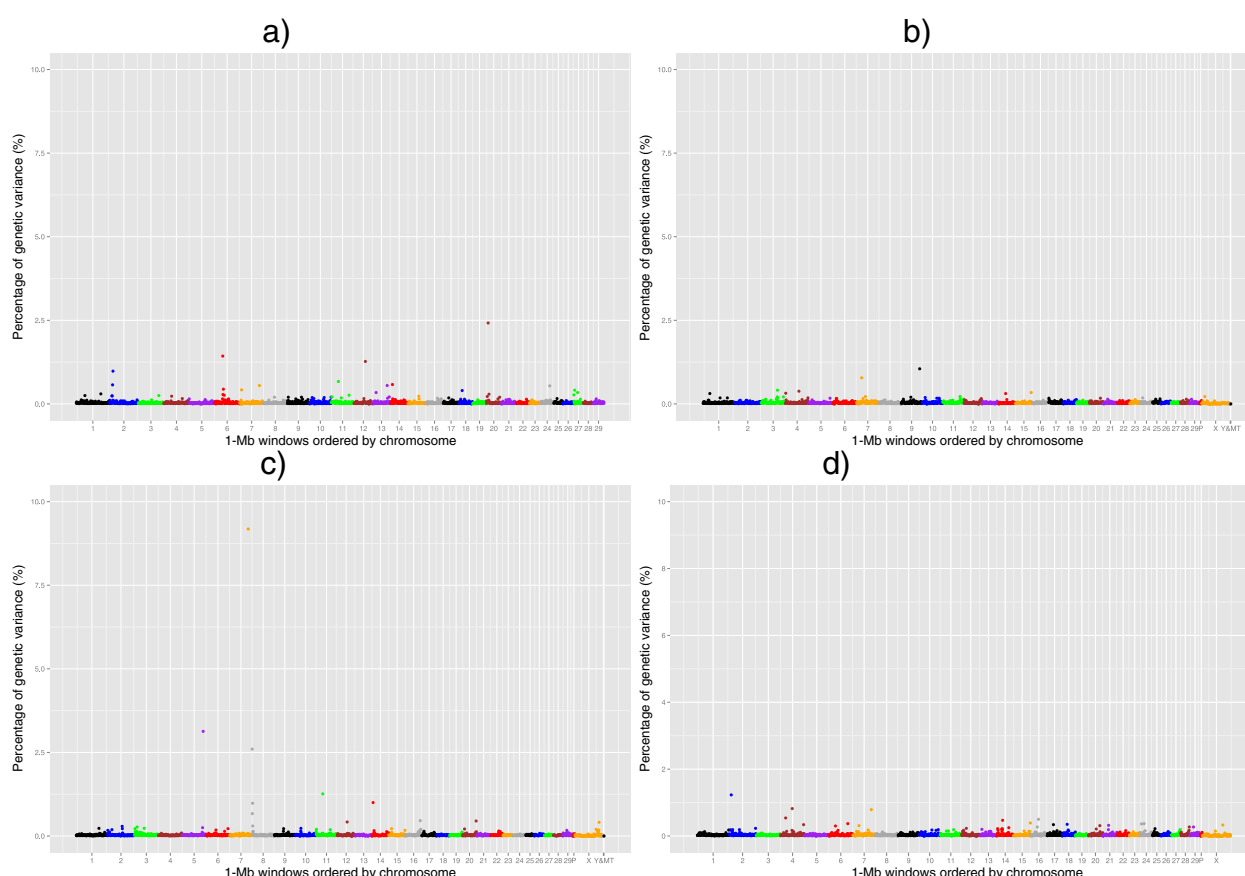 a)
10.0
7.5
5.0
2.5
0.0
Percentage of genetic variance (%)
1 2 3 4 5 6 7 8 9 10 11 12 13 14 15 16 17 18 19 20 21 22 23 24 25 26 27 28 29
1-Mb windows ordered by chromosome
b)
10.0
7.5
5.0
2.5
0.0
Percentage of genetic variance (%)
1 2 3 4 5 6 7 8 9 10 11 12 13 14 15 16 17 18 19 20 21 22 23 24 25 26 27 28 29P X Y&MT
1-Mb windows ordered by chromosome
c)
10.0
7.5
5.0
2.5
0.0
Percentage of genetic variance (%)
1 2 3 4 5 6 7 8 9 10 11 12 13 14 15 16 17 18 19 20 21 22 23 24 25 26 27 28 29P X Y&MT
1-Mb windows ordered by chromosome
d)
10
8
6
4
2
0
Percentage of genetic variance (%)
1 2 3 4 5 6 7 8 9 10 11 12 13 14 15 16 17 18 19 20 21 22 23 24 25 26 27 28 29P X
1-Mb windows ordered by chromosome